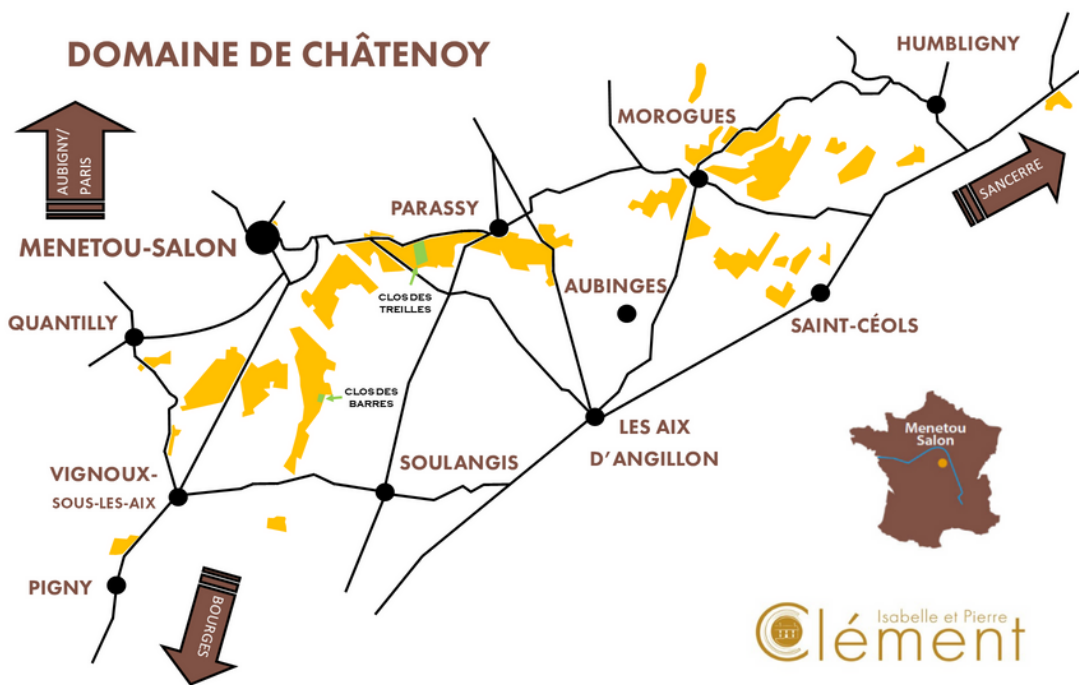 DOMAINE DE CHÂTENOY
HUMBLIGNY
MOROGUES
AUBIGNY/
PARIS
SANCERRE
PARASSY
MENETOU-SALON
CLOS DES
TREILLES
AUBINGES
QUANTILLY
SAINT-CÉOLS
CLOS DES
BARRES
LES AIX
D'ANGILLON
Menetou
Salon
SOULANGIS
VIGNOUX-
SOUS-LES-AIX
PIGNY
BOURGES
Isabelle et Pierre
Clément